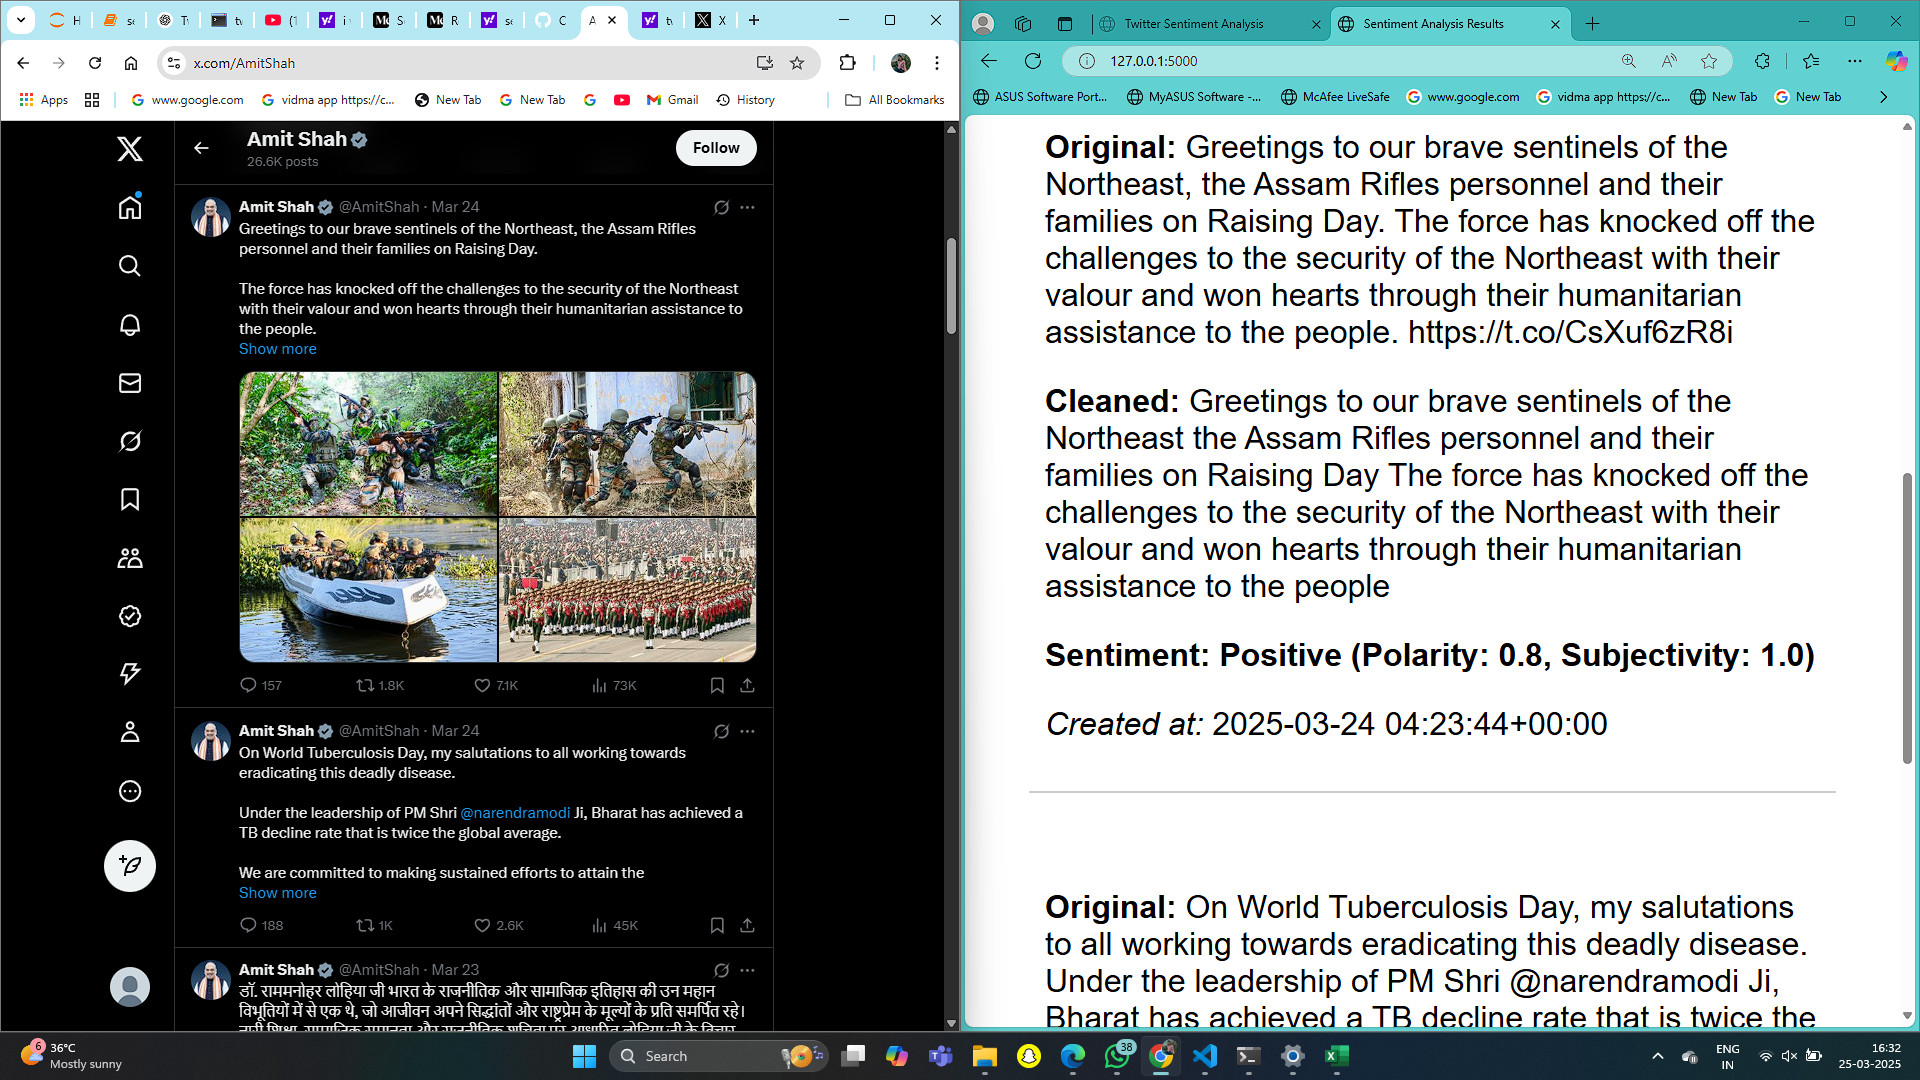 H
se
Tv
tv
(1
i v
S
R
se
C
A
tv
X
x.com/AmitShah
Apps
www.google.com
vidma app https://c...
New Tab
New Tab
Gmail
History
All Bookmarks
Amit Shah
26.6K posts
Follow
Amit Shah @AmitShah · Mar 24
Greetings to our brave sentinels of the Northeast, the Assam Rifles
personnel and their families on Raising Day.
The force has knocked off the challenges to the security of the Northeast
with their valour and won hearts through their humanitarian assistance to
the people.
Show more
157
1.8K
7.1K
73K
Amit Shah @AmitShah · Mar 24
On World Tuberculosis Day, my salutations to all working towards
eradicating this deadly disease.
Under the leadership of PM Shri @narendramodi Ji, Bharat has achieved a
TB decline rate that is twice the global average.
We are committed to making sustained efforts to attain the
Show more
188
1K
2.6K
45K
Amit Shah @AmitShah · Mar 23
डॉ. राममनोहर लोहिया जी भारत के राजनीतिक और सामाजिक इतिहास की उन महान
विभूतियों में से एक थे, जो आजीवन अपने सिद्धांतों और राष्ट्रप्रेम के मूल्यों के प्रति समर्पित रहे।
Twitter Sentiment Analysis
Sentiment Analysis Results
127.0.0.1:5000
ASUS Software Port...
MyASUS Software -...
McAfee LiveSafe
www.google.com
vidma app https://c...
New Tab
New Tab
Original: Greetings to our brave sentinels of the
Northeast, the Assam Rifles personnel and their
families on Raising Day. The force has knocked off the
challenges to the security of the Northeast with their
valour and won hearts through their humanitarian
assistance to the people. https://t.co/CsXuf6zR8i
Cleaned: Greetings to our brave sentinels of the
Northeast the Assam Rifles personnel and their
families on Raising Day The force has knocked off the
challenges to the security of the Northeast with their
valour and won hearts through their humanitarian
assistance to the people
Sentiment: Positive (Polarity: 0.8, Subjectivity: 1.0)
Created at: 2025-03-24 04:23:44+00:00
Original: On World Tuberculosis Day, my salutations
to all working towards eradicating this deadly disease.
Under the leadership of PM Shri @narendramodi Ji,
Bharat has achieved a TB decline rate that is twice the
6
36°C
Mostly sunny
Search
38
ENG
IN
16:32
25-03-2025